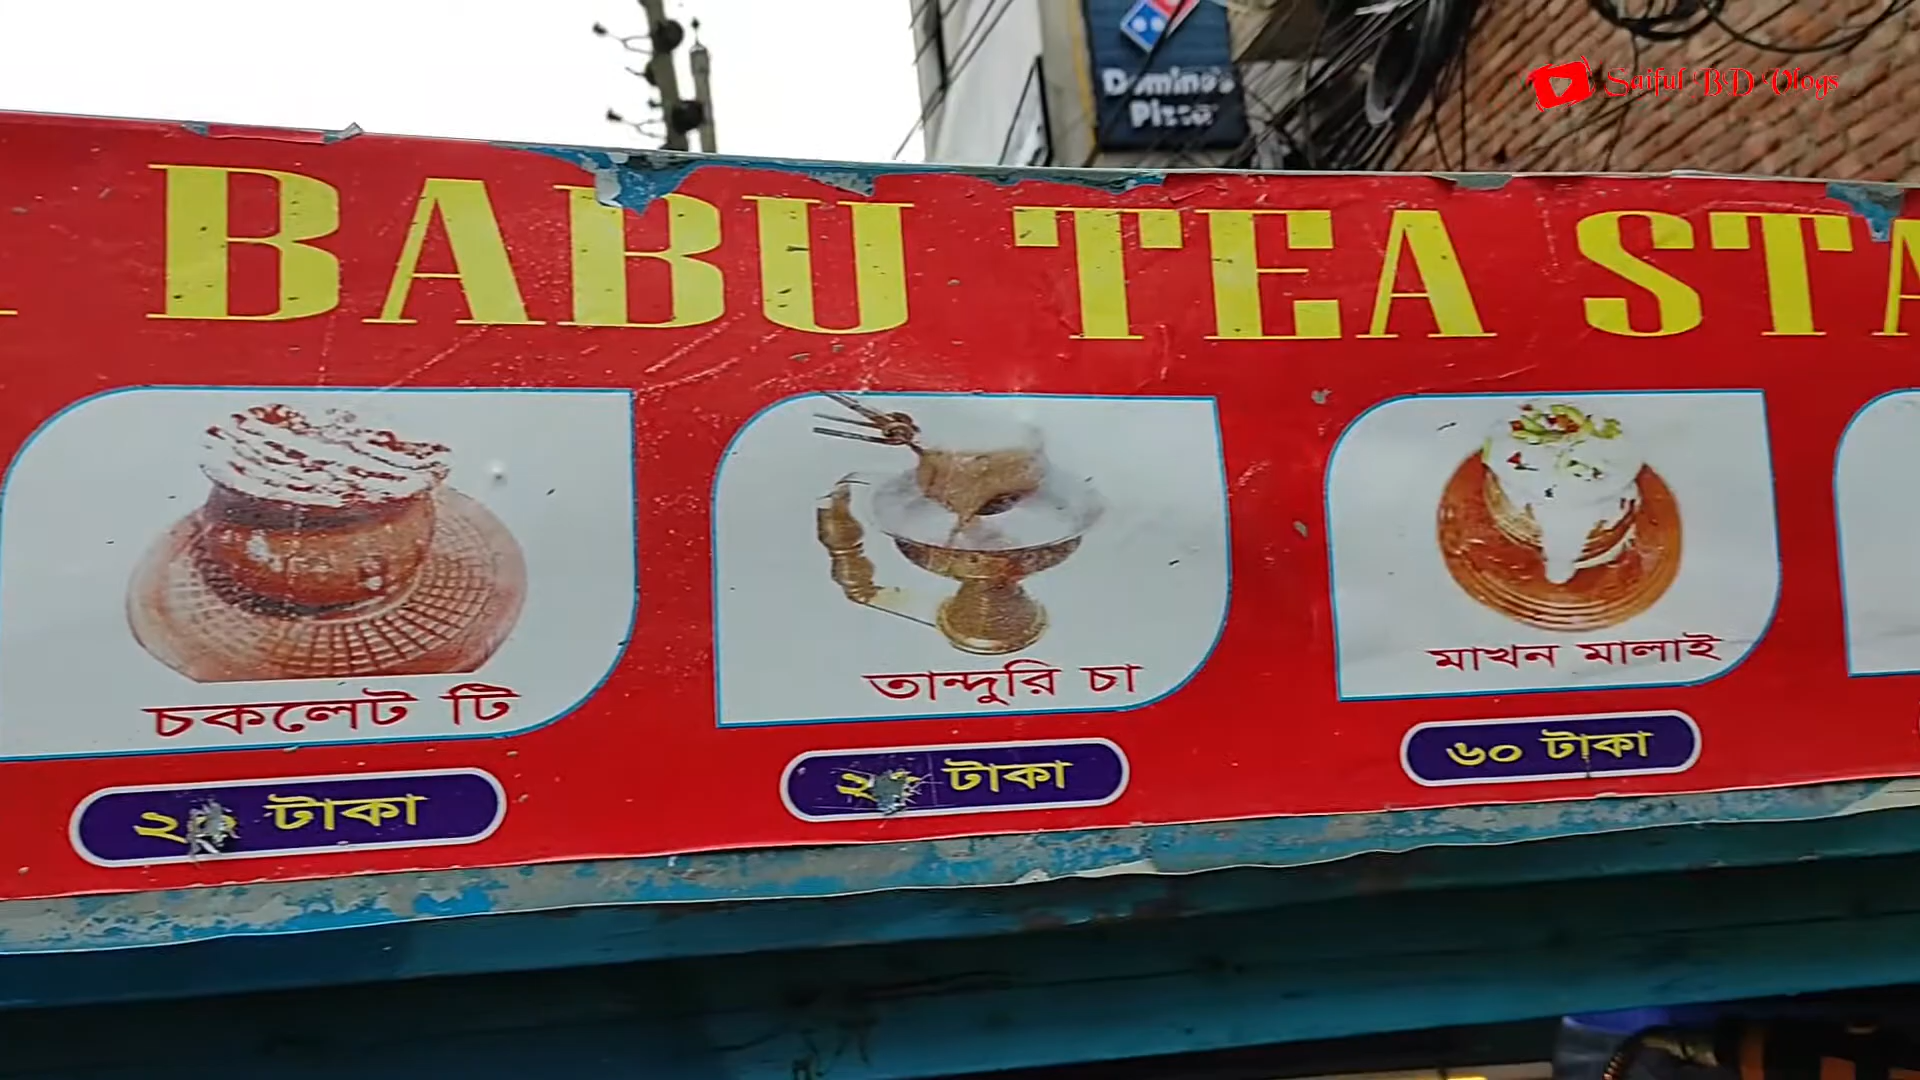 Domino's
Pizza
Saiful BD Vlogs
BABU TEA STA
চকলেট টি
তান্দুরি চা
মাখন মালাই
টাকা
টাকা
৬০ টাকা